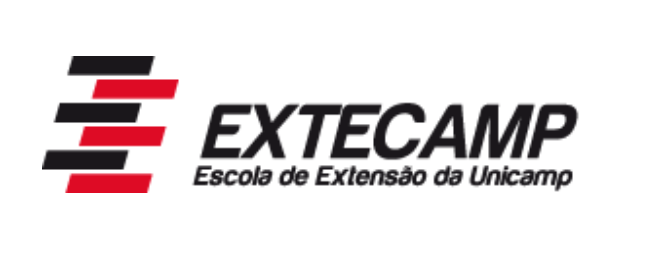 EXTECAMP
Escola de Extensão da Unicamp